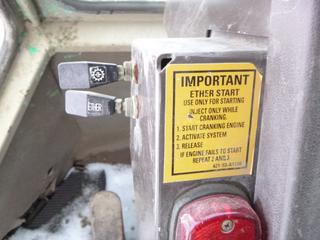 IMPORTANT
ETHER START
USE ONLY FOR STARTING
INJECT ONLY WHILE
CRANKING.
1. START CRANKING ENGINE
2. ACTIVATE SYSTEM
3. RELEASE
IF ENGINE FAILS TO START
REPEAT 2 AND 3
ETHER